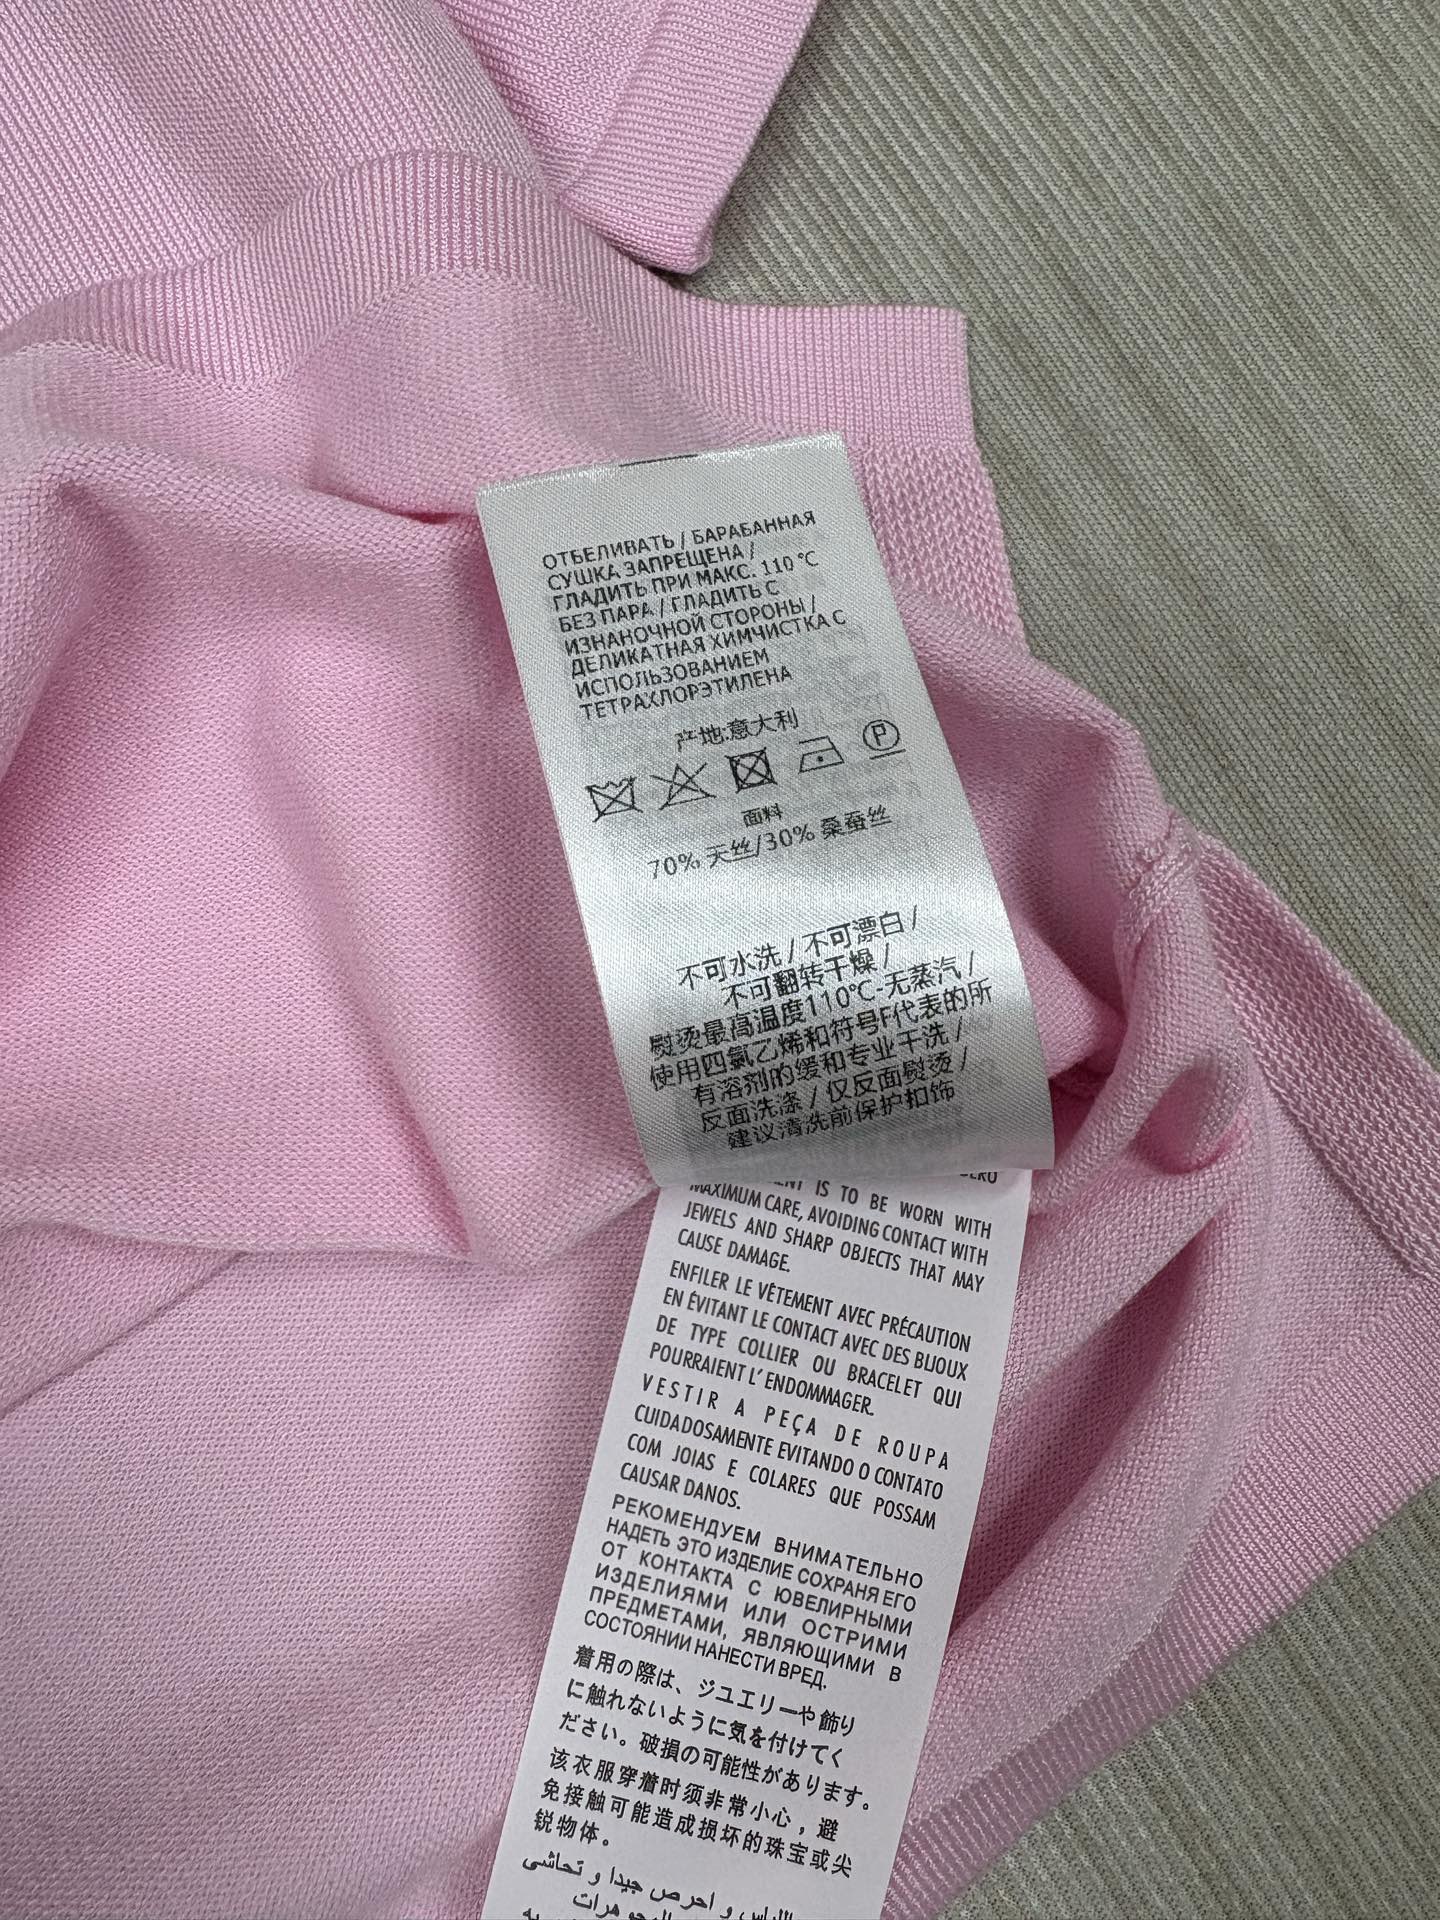 ОТБЕЛИВАТЬ / БАРАБАННАЯ
СУШКА ЗАПРЕЩЕНА /
ГЛАДИТЬ ПРИ МАКС. 110 °C
БЕЗ ПАРА / ГЛАДИТЬ С
ИЗНАНОЧНОЙ СТОРОНЫ /
ДЕЛИКАТНАЯ ХИМЧИСТКА С
ИСПОЛЬЗОВАНИЕМ
ТЕТРАХЛОРЭТИЛЕНА
产地:意大利
P
面料
70% 天丝/30% 桑蚕丝
不可水洗 / 不可漂白 /
不可翻转干燥 /
熨烫最高温度110℃-无蒸汽 /
使用四氯乙烯和符号F代表的所
有溶剂的缓和专业干洗 /
反面洗涤 / 仅反面熨烫 /
建议清洗前保护扣饰
IS TO BE WORN WITH
MAXIMUM CARE, AVOIDING CONTACT WITH
JEWELS AND SHARP OBJECTS THAT MAY
CAUSE DAMAGE.
ENFILER LE VÊTEMENT AVEC PRÉCAUTION
EN ÉVITANT LE CONTACT AVEC DES BIJOUX
DE TYPE COLLIER OU BRACELET QUI
POURRAIENT L'ENDOMMAGER.
VESTIR A PEÇA DE ROUPA
CUIDADOSAMENTE EVITANDO O CONTATO
COM JOIAS E COLARES QUE POSSAM
CAUSAR DANOS.
РЕКОМЕНДУЕМ ВНИМАТЕЛЬНО
НАДЕТЬ ЭТО ИЗДЕЛИЕ СОХРАНЯ ЕГО
ОТ КОНТАКТА С ЮВЕЛИРНЫМИ
ИЗДЕЛИЯМИ ИЛИ ОСТРИМИ
ПРЕДМЕТАМИ, ЯВЛЯЮЩИМИ В
СОСТОЯНИИ НАНЕСТИ ВРЕД.
着用の際は、ジユエリーや飾り
に触れないように気を付けてく
ださい。破損の可能性があります。
该衣服穿着时须非常小心，避
免接触可能造成损坏的珠宝或尖
锐物体。
و احرص جيدا و تحاشى